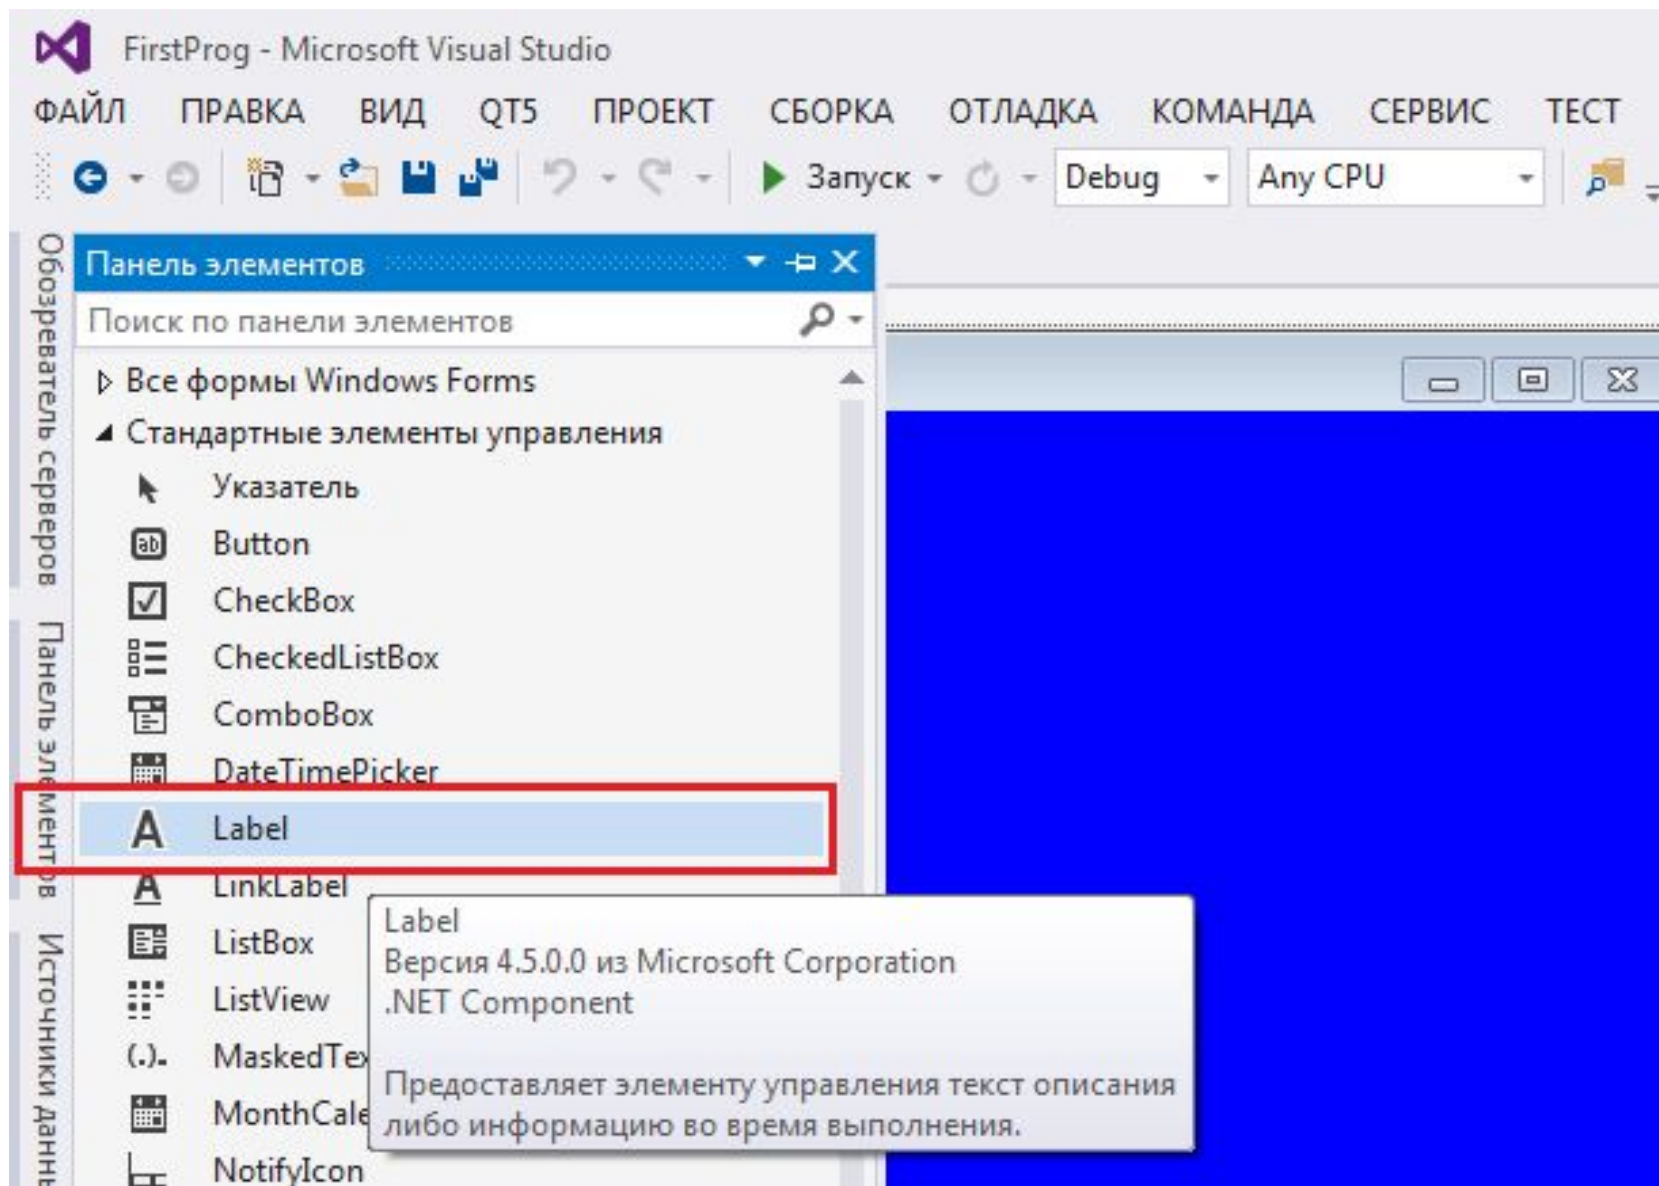 FirstProg - Microsoft Visual Studio
ФАЙЛ ПРАВКА ВИД QT5 ПРОЕКТ СБОРКА ОТЛАДКА КОМАНДА СЕРВИС ТЕСТ
Запуск Debug Any CPU
Обозреватель серверов
Панель элементов
Источники данн
Панель элементов
Поиск по панели элементов
Все формы Windows Forms
Стандартные элементы управления
Указатель
Button
CheckBox
CheckedListBox
ComboBox
DateTimePicker
Label
LinkLabel
ListBox
ListView
MaskedTex
MonthCale
NotifyIcon
Label
Версия 4.5.0.0 из Microsoft Corporation
.NET Component
Предоставляет элементу управления текст описания
либо информацию во время выполнения.